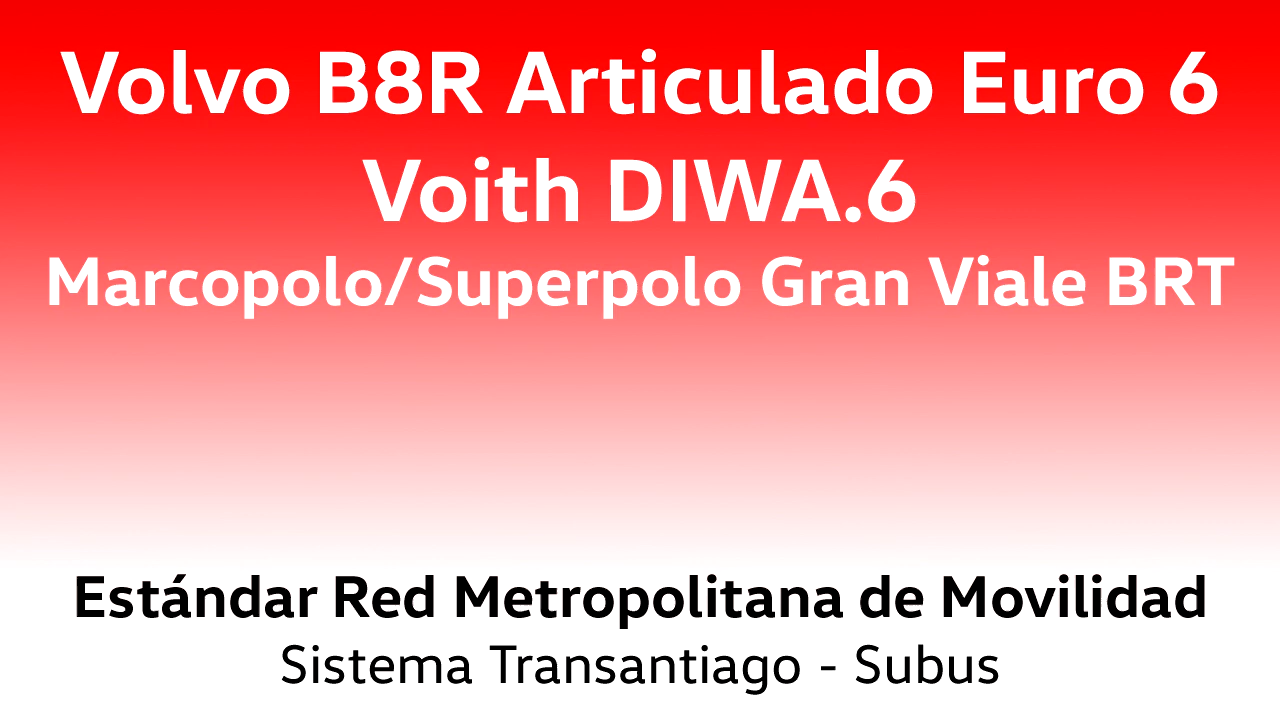 Volvo B8R Articulado Euro 6
Voith DIWA.6
Marcopolo/Superpolo Gran Viale BRT
Estándar Red Metropolitana de Movilidad
Sistema Transantiago - Subus